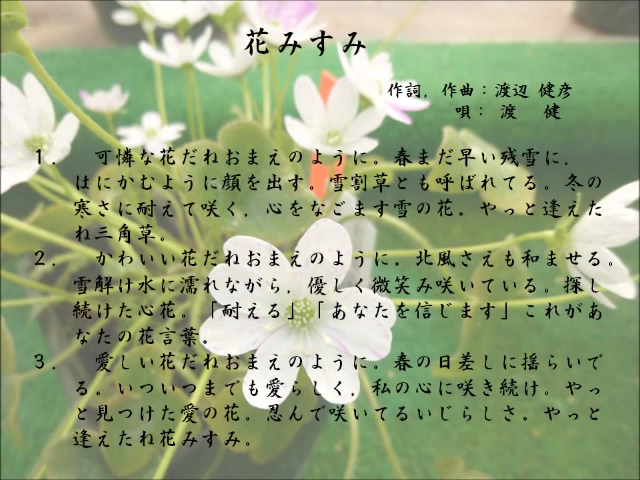 花みすみ
作詞，作曲：渡辺 健彦
唄： 渡 健
１． 可憐な花だねおまえのように。春まだ早い残雪に，
はにかむように顔を出す。雪割草とも呼ばれてる。冬の
寒さに耐えて咲く，心をなごます雪の花。やっと逢えた
ね三角草。
２． かわいい花だねおまえのように．北風さえも和ませる。
雪解け水に濡れながら，優しく微笑み咲いている。探し
続けた心花。「耐える」「あなたを信じます」これがあ
なたの花言葉。
３． 愛しい花だねおまえのように。春の日差しに揺らいで
る。いついつまでも愛らしく，私の心に咲き続け。やっ
と見つけた愛の花。忍んで咲いてるいじらしさ。やっと
逢えたね花みすみ。